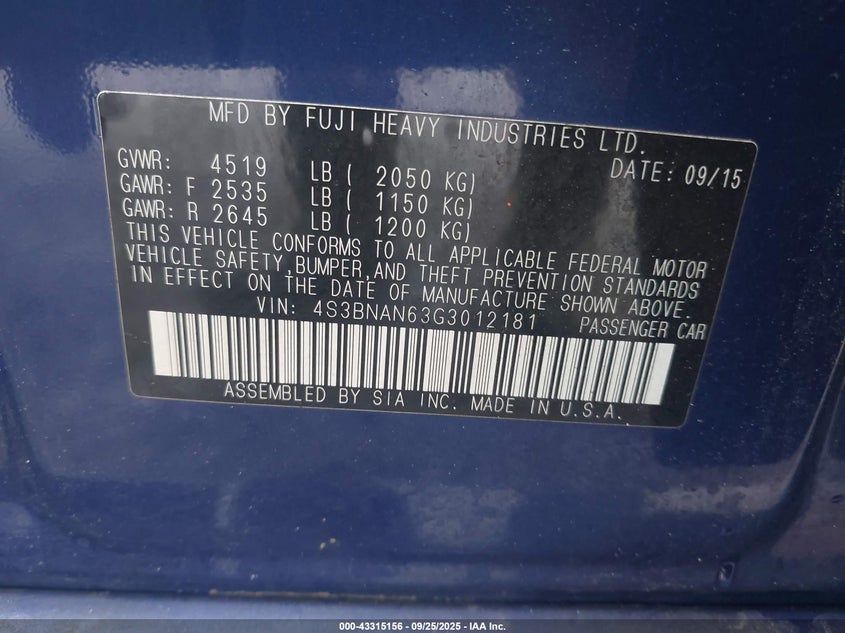 MFD BY FUJI HEAVY INDUSTRIES LTD.
GVWR: 4519 LB ( 2050 KG) DATE: 09/15
GAWR: F 2535 LB ( 1150 KG)
GAWR: R 2645 LB ( 1200 KG)
THIS VEHICLE CONFORMS TO ALL APPLICABLE FEDERAL MOTOR
VEHICLE SAFETY,BUMPER,AND THEFT PREVENTION STANDARDS
IN EFFECT ON THE DATE OF MANUFACTURE SHOWN ABOVE.
VIN: 4S3BNAN63G3012181 PASSENGER CAR
ASSEMBLED BY SIA INC. MADE IN U.S.A.
000-43315156 - 09/25/2025 - IAA Inc.